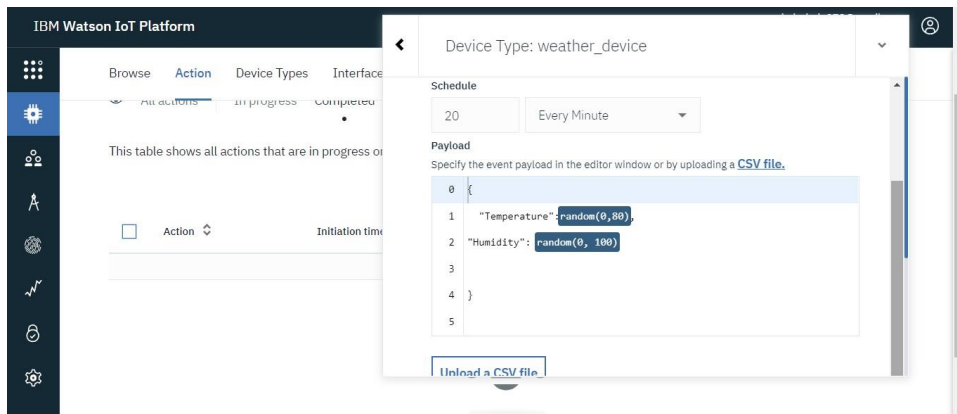 IBM Watson IoT Platform
Device Type: weather_device
Browse Action Device Types Interface
All actions In progress Completed
This table shows all actions that are in progress or
Action Initiation time
Schedule
20 Every Minute
Payload
Specify the event payload in the editor window or by uploading a CSV file.
0 {
1 "Temperature":random(0,80),
2 "Humidity": random(0, 100)
3
4 }
5
Upload a CSV file